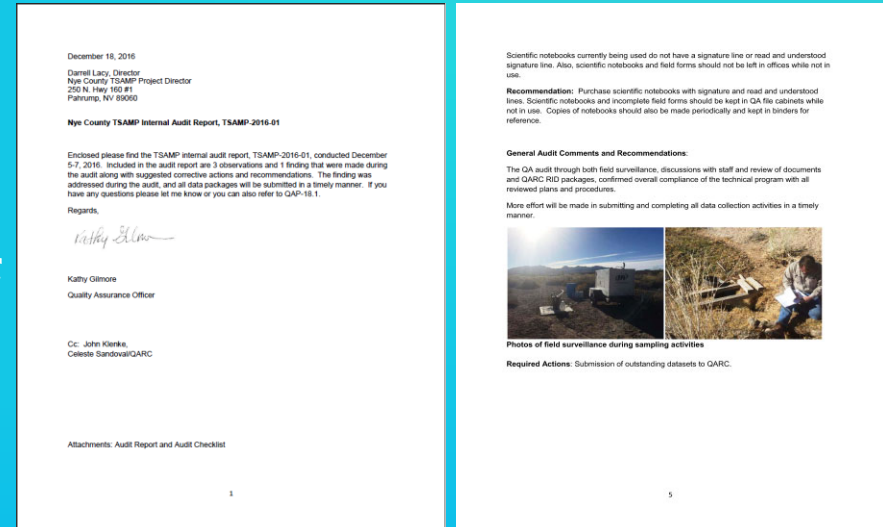 December 18, 2016
Darrell Lacy, Director
Nye County TSAMP Project Director
250 N. Hwy 160 #1
Pahrump, NV 89060
Nye County TSAMP Internal Audit Report, TSAMP-2016-01
Enclosed please find the TSAMP internal audit report, TSAMP-2016-01, conducted December
5-7, 2016. Included in the audit report are 3 observations and 1 finding that were made during
the audit along with suggested corrective actions and recommendations. The finding was
addressed during the audit, and all data packages will be submitted in a timely manner. If you
have any questions please let me know or you can also refer to QAP-18.1.
Regards,
Kathy Gilmore
Kathy Gilmore
Quality Assurance Officer
Cc: John Klenke,
Celeste Sandoval/QARC
Attachments: Audit Report and Audit Checklist
1
Scientific notebooks currently being used do not have a signature line or read and understood
signature line. Also, scientific notebooks and field forms should not be left in offices while not in
use.
Recommendation: Purchase scientific notebooks with signature and read and understood
lines. Scientific notebooks and incomplete field forms should be kept in QA file cabinets while
not in use. Copies of notebooks should also be made periodically and kept in binders for
reference.
General Audit Comments and Recommendations:
The QA audit through both field surveillance, discussions with staff and review of documents
and QARC RID packages, confirmed overall compliance of the technical program with all
reviewed plans and procedures.
More effort will be made in submitting and completing all data collection activities in a timely
manner.
Photos of field surveillance during sampling activities
Required Actions: Submission of outstanding datasets to QARC.
5